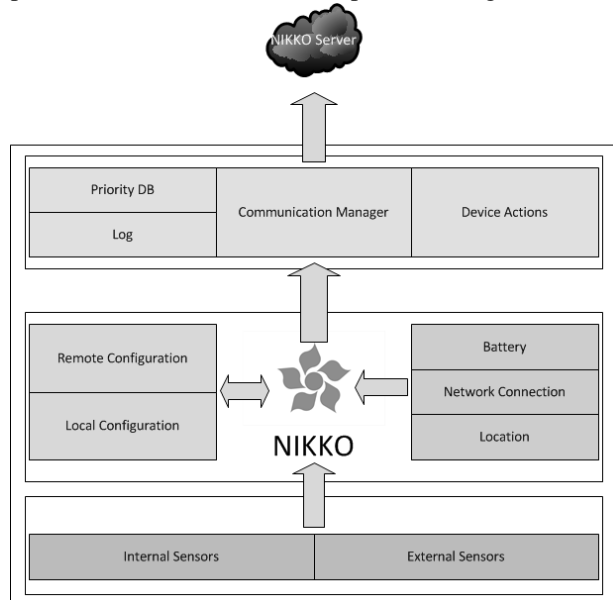 NIKKO Server
Priority DB
Log
Communication Manager
Device Actions
Remote Configuration
Local Configuration
NIKKO
Battery
Network Connection
Location
Internal Sensors
External Sensors